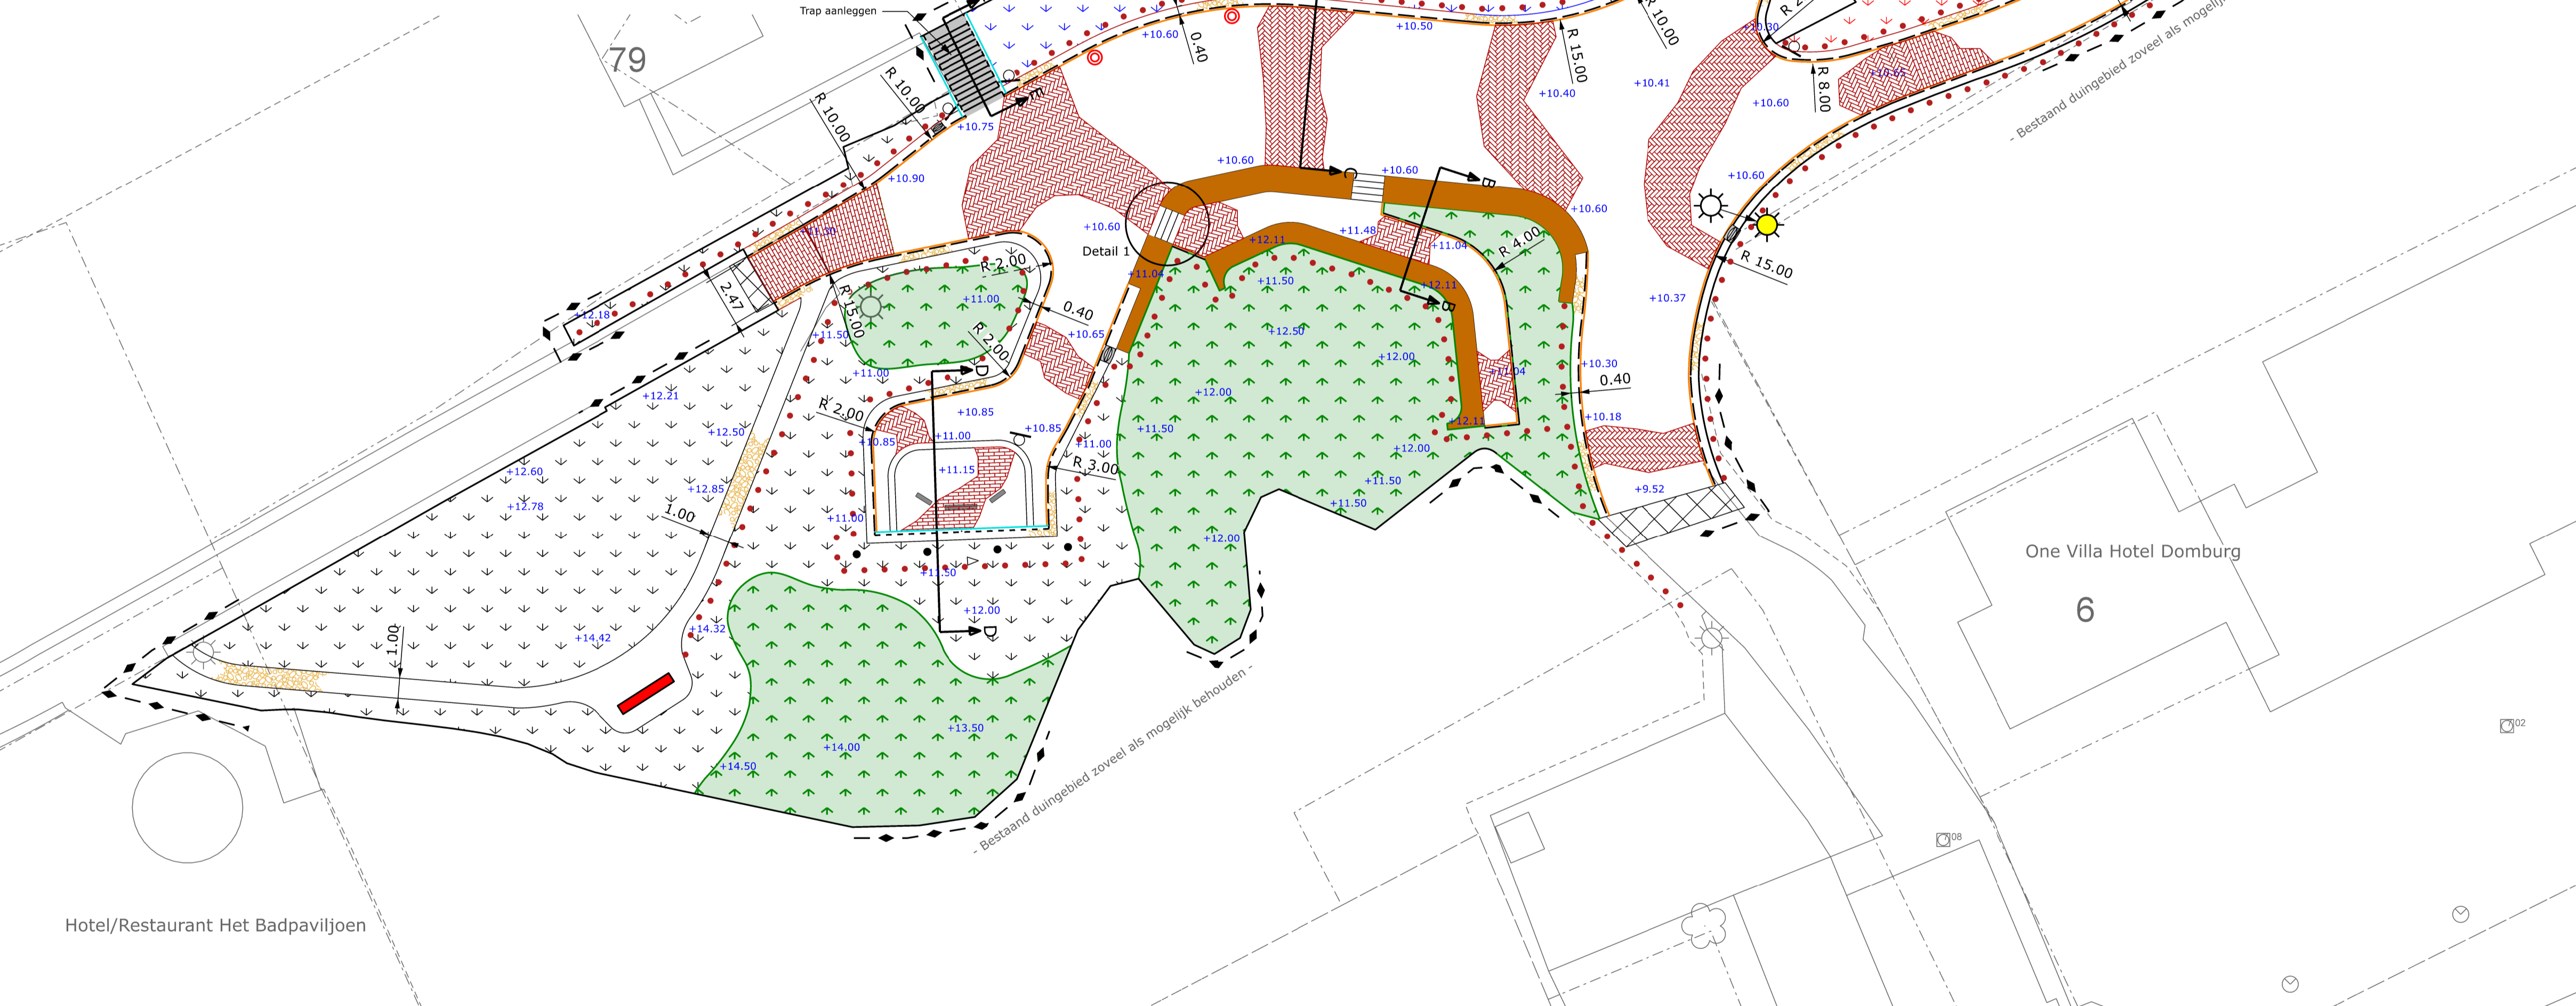 Trap aanleggen
79
R 10.00
R 10.00
+10.75
+10.90
E
+10.60
0.40
+10.50
R 15.00
R 10.00
+10.41
+10.40
+10.30
+10.60
R 8.00
+10.65
- Bestaand duingebied zoveel als mogelijk
+10.60
C
+10.60
B
+10.60
+10.60
R 15.00
+10.60
Detail 1
+11.04
+12.11
+11.48
+11.04
R 4.00
+11.30
2.47
+12.18
R 15.00
R 2.00
+11.00
0.40
+11.50
+12.11
B
+10.37
+11.50
R 2.00
+10.65
+12.50
+12.00
+11.04
+10.30
0.40
+11.00
D
+12.21
+12.00
R 2.00
+10.85
+10.85
+11.00
+10.85
+11.00
+11.50
+12.11
+10.18
+12.50
+12.00
R 3.00
+11.15
+12.60
+12.78
+12.85
1.00
+11.00
+11.50
+11.50
+9.52
+12.00
+11.50
One Villa Hotel Domburg
6
+12.00
D
+14.32
+14.42
1.00
- Bestaand duingebied zoveel als mogelijk behouden -
+13.50
+14.00
+14.50
Hotel/Restaurant Het Badpaviljoen